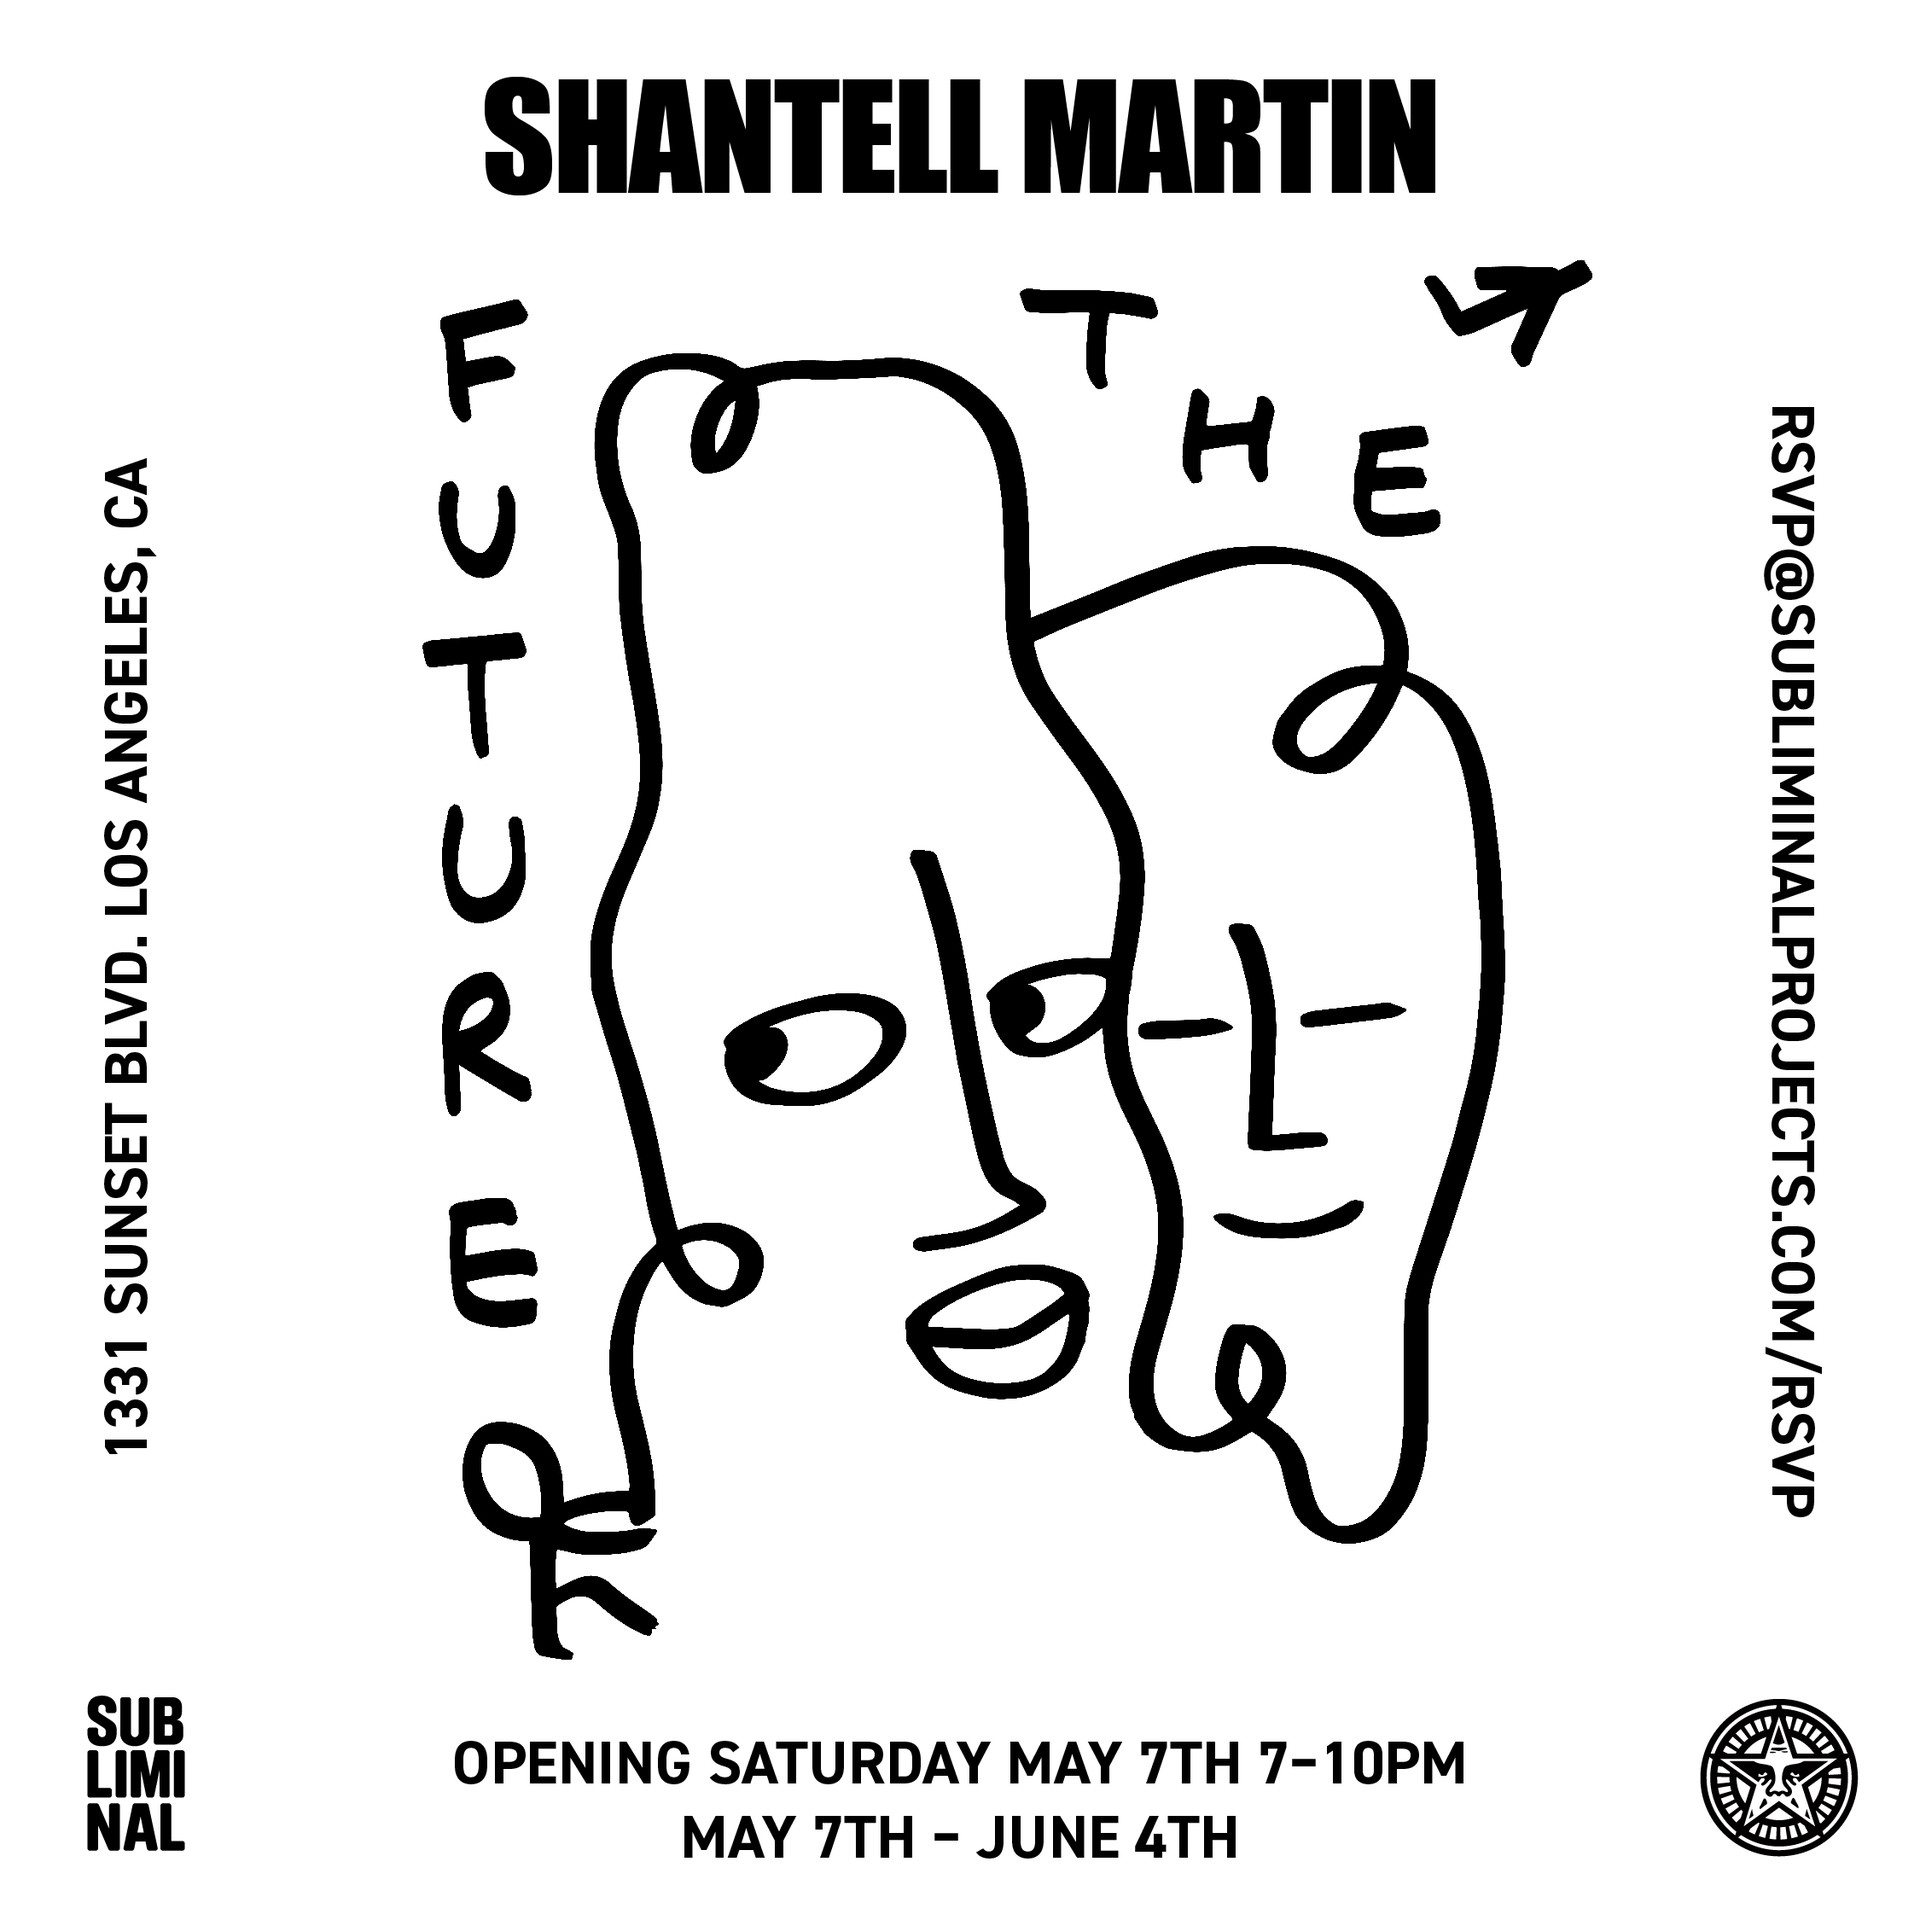 SHANTELL MARTIN
THE
FUTURE
1331 SUNSET BLVD. LOS ANGELES, CA
RSVP@SUBLIMINALPROJECTS.COM/RSVP
SUB
LIMI
NAL
OPENING SATURDAY MAY 7TH 7–10PM
MAY 7TH – JUNE 4TH